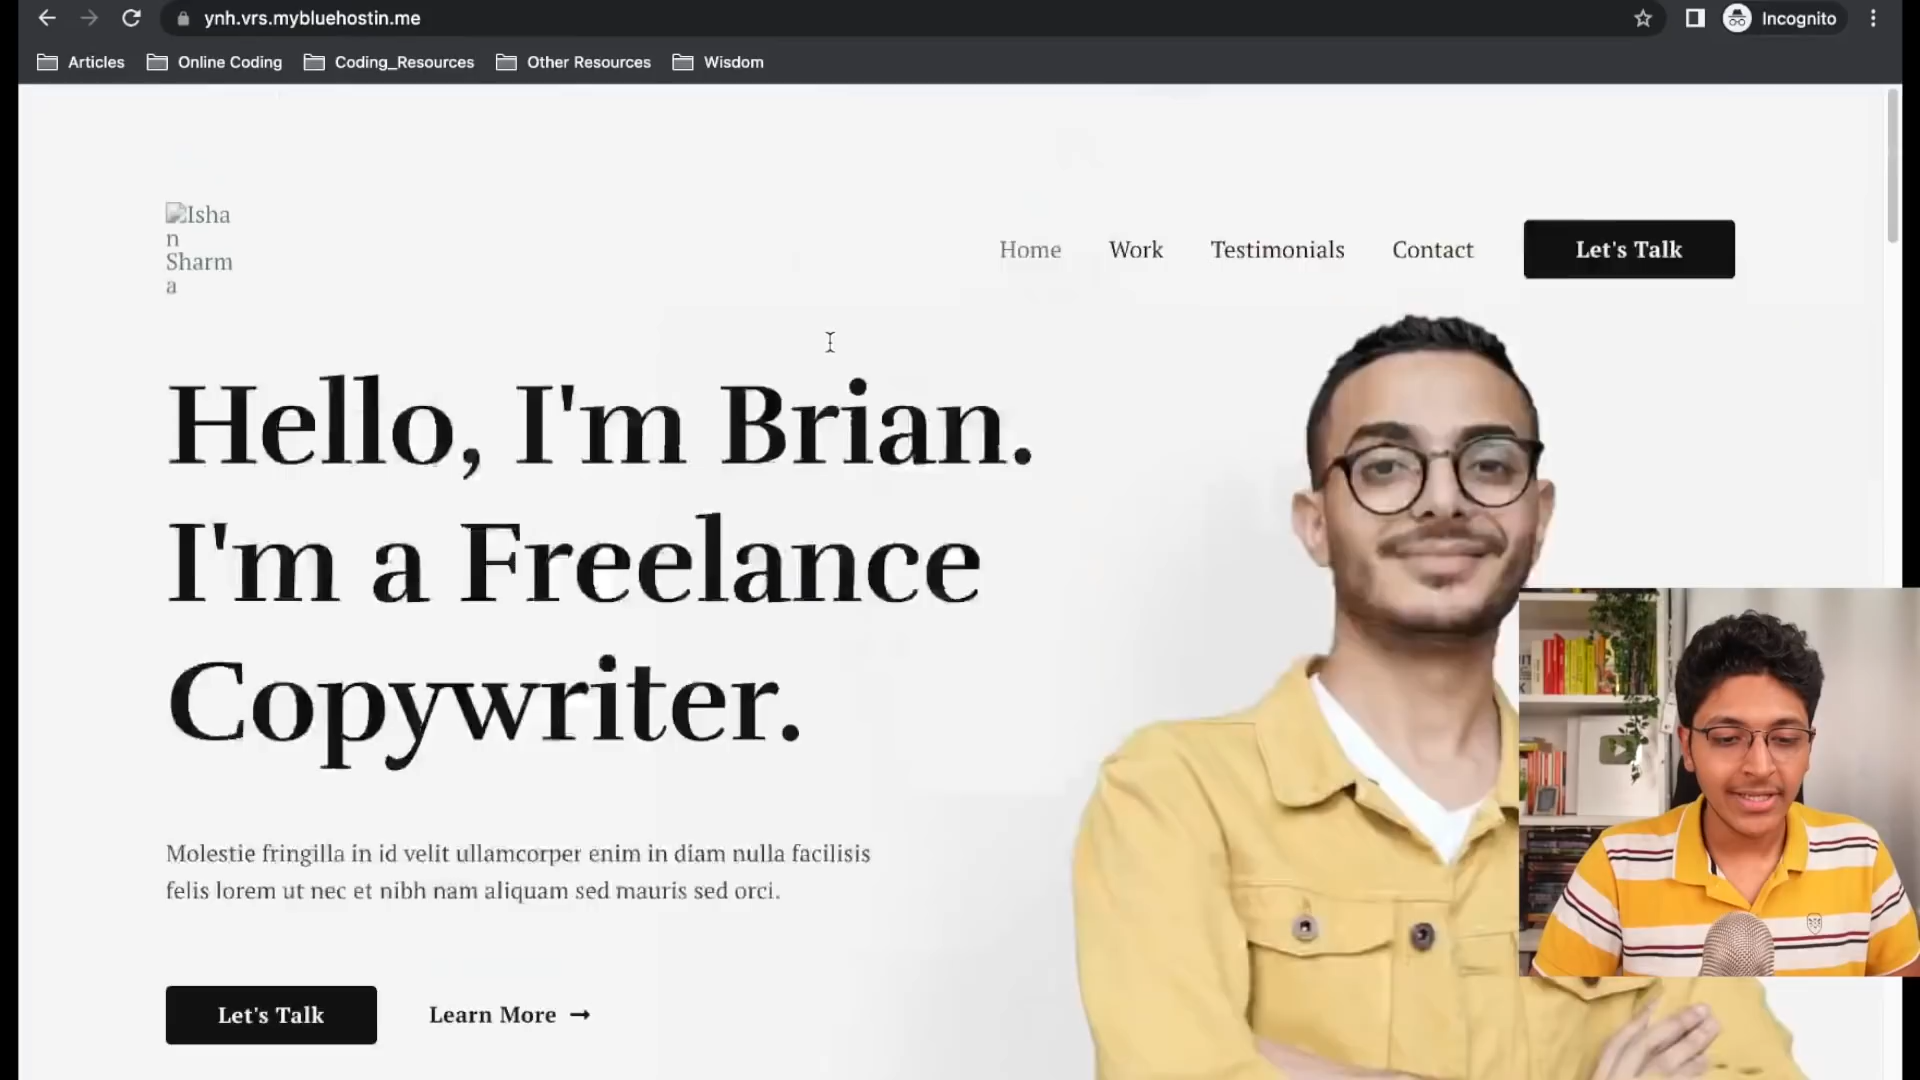 ynh.vrs.mybluehostin.me
Incognito
Articles
Online Coding
Coding_Resources
Other Resources
Wisdom
Isha
n
Sharm
a
Home
Work
Testimonials
Contact
Let's Talk
Hello, I'm Brian.
I'm a Freelance
Copywriter.
Molestie fringilla in id velit ullamcorper enim in diam nulla facilisis
felis lorem ut nec et nibh nam aliquam sed mauris sed orci.
Let's Talk
Learn More →